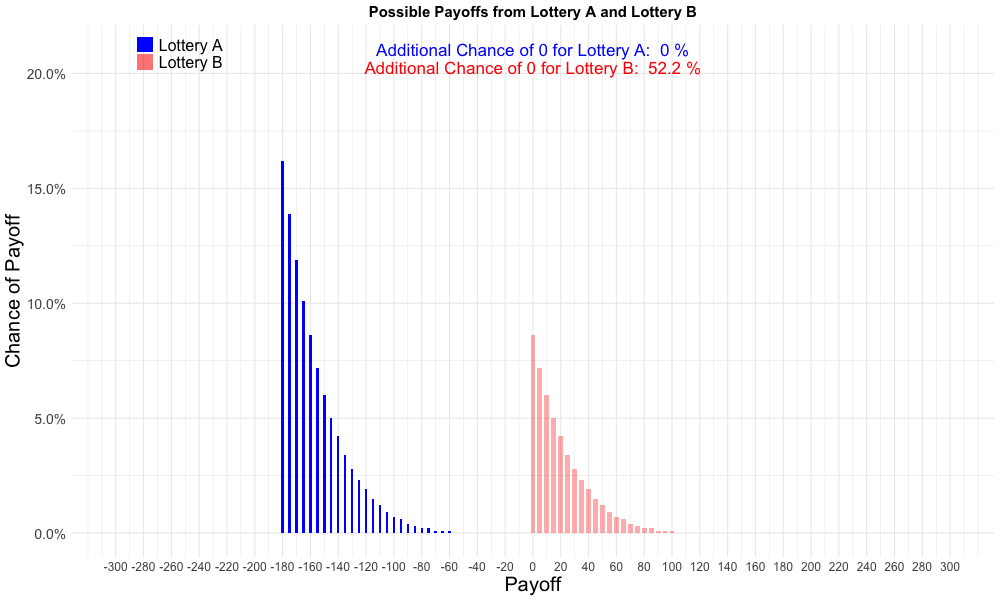 Possible Payoffs from Lottery A and Lottery B
Lottery A
Lottery B
Additional Chance of 0 for Lottery A:  0 %
Additional Chance of 0 for Lottery B:  52.2 %
Chance of Payoff
20.0%
15.0%
10.0%
5.0%
0.0%
-300 -280 -260 -240 -220 -200 -180 -160 -140 -120 -100 -80 -60 -40 -20 0 20 40 60 80 100 120 140 160 180 200 220 240 260 280 300
Payoff